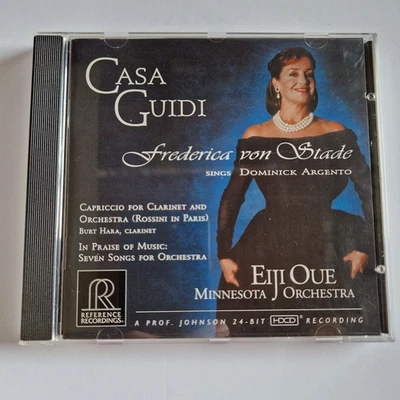 CASA
GUIDI
Frederica von Stade
SINGS DOMINICK ARGENTO
CAPRICCIO FOR CLARINET AND
ORCHESTRA (ROSSINI IN PARIS)
BURT HARA, CLARINET
IN PRAISE OF MUSIC:
SEVEN SONGS FOR ORCHESTRA
EIJI OUE
MINNESOTA ORCHESTRA
R
REFERENCE
RECORDINGS
A PROF. JOHNSON 24-BIT HDCD® RECORDING